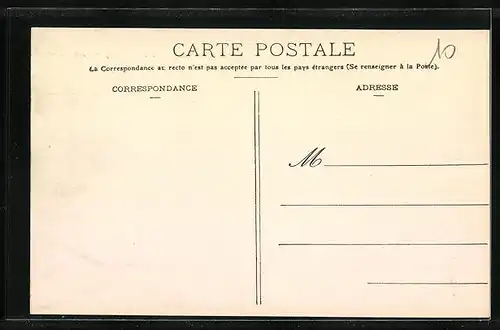 CARTE POSTALE
10
La Correspondance au recto n'est pas acceptée par tous les pays étrangers (Se renseigner à la Poste).
CORRESPONDANCE
ADRESSE
M